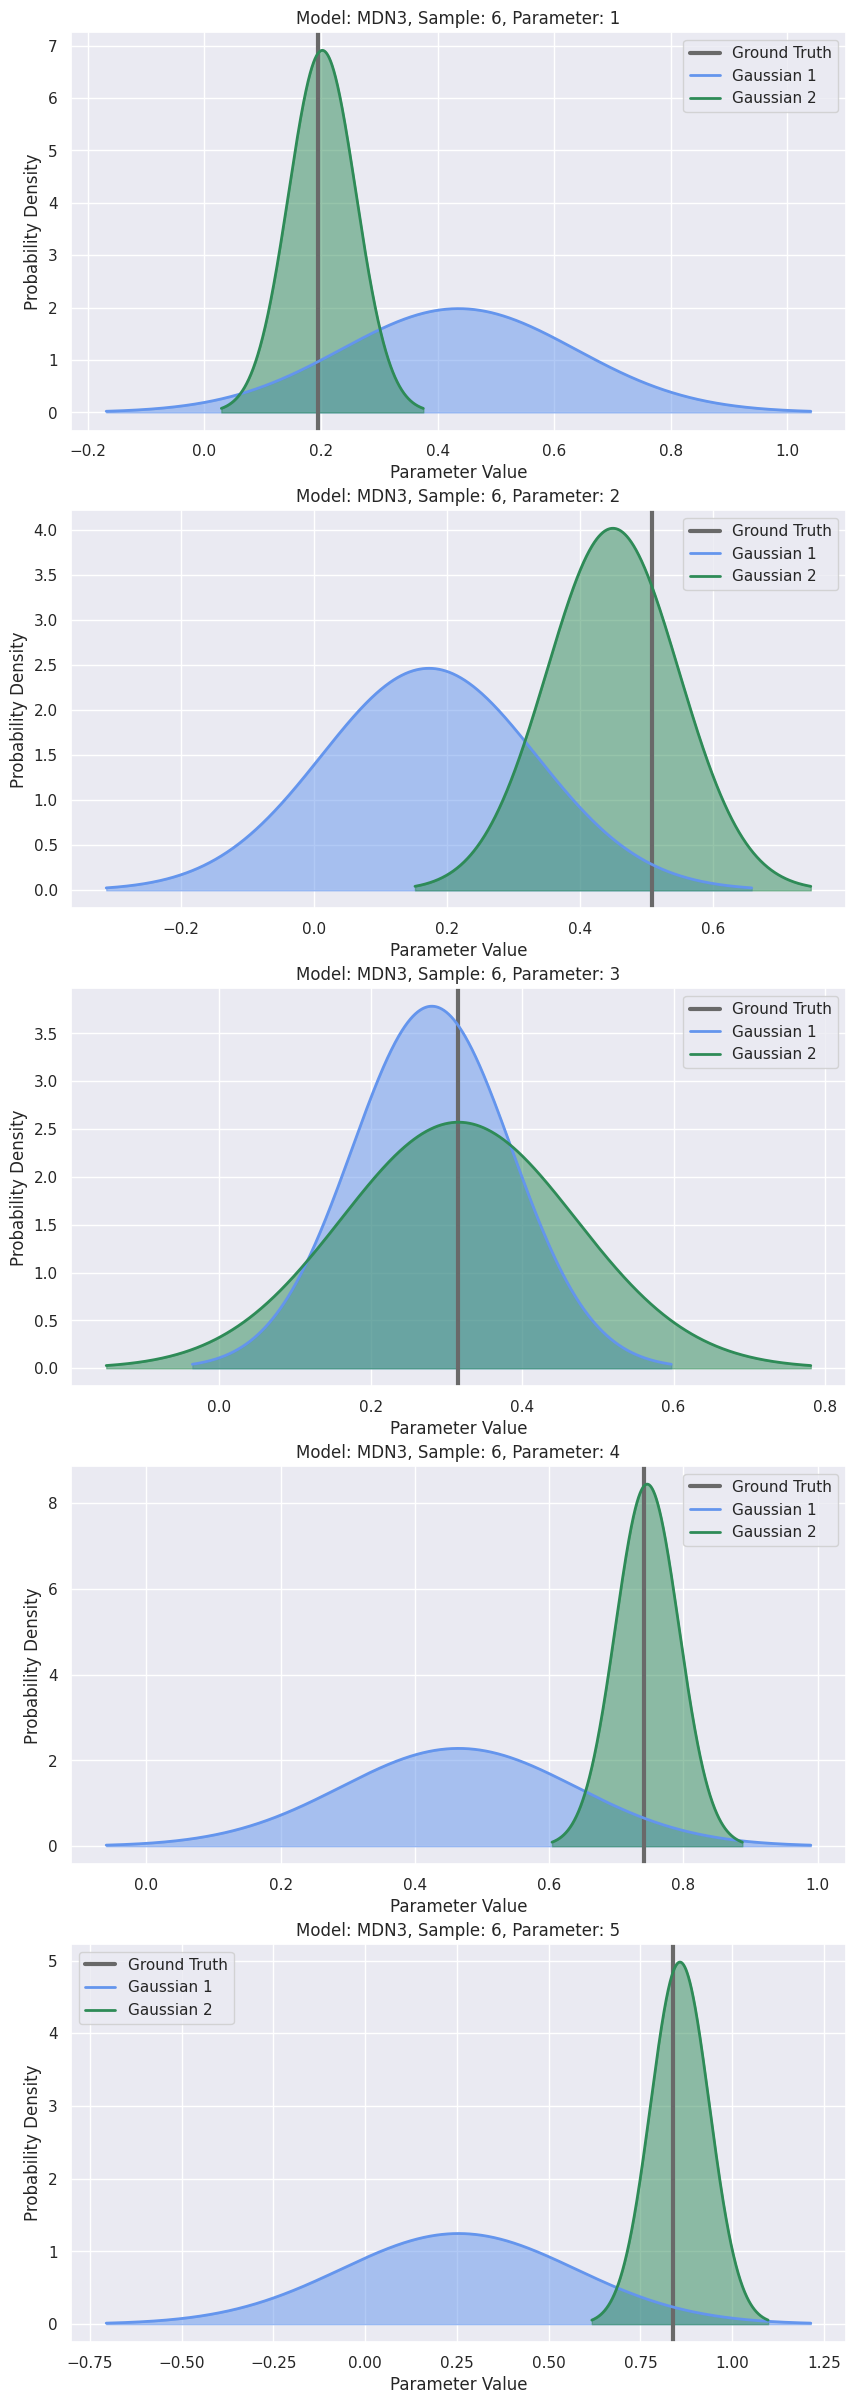 Model: MDN3, Sample: 6, Parameter: 1
7
6
5
4
3
2
1
0
Probability Density
Ground Truth
Gaussian 1
Gaussian 2
−0.2 0.0 0.2 0.4 0.6 0.8 1.0
Parameter Value
Model: MDN3, Sample: 6, Parameter: 2
4.0
3.5
3.0
2.5
2.0
1.5
1.0
0.5
0.0
Probability Density
Ground Truth
Gaussian 1
Gaussian 2
−0.2 0.0 0.2 0.4 0.6
Parameter Value
Model: MDN3, Sample: 6, Parameter: 3
3.5
3.0
2.5
2.0
1.5
1.0
0.5
0.0
Probability Density
Ground Truth
Gaussian 1
Gaussian 2
0.0 0.2 0.4 0.6 0.8
Parameter Value
Model: MDN3, Sample: 6, Parameter: 4
8
6
4
2
0
Probability Density
Ground Truth
Gaussian 1
Gaussian 2
0.0 0.2 0.4 0.6 0.8 1.0
Parameter Value
Model: MDN3, Sample: 6, Parameter: 5
5
4
3
2
1
0
Probability Density
Ground Truth
Gaussian 1
Gaussian 2
−0.75 −0.50 −0.25 0.00 0.25 0.50 0.75 1.00 1.25
Parameter Value